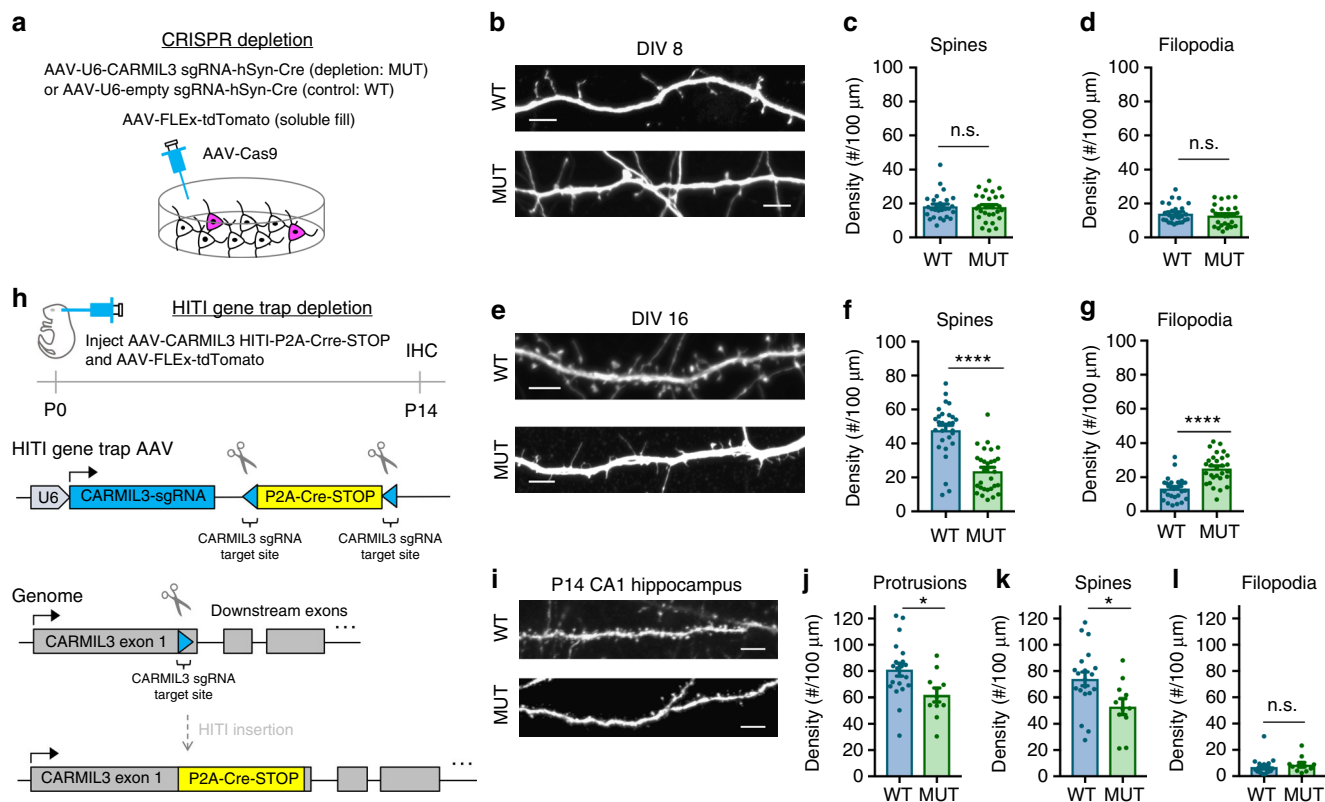 a
CRISPR depletion
AAV-U6-CARMIL3 sgRNA-hSyn-Cre (depletion: MUT)
or AAV-U6-empty sgRNA-hSyn-Cre (control: WT)
AAV-FLEx-tdTomato (soluble fill)
AAV-Cas9
b
DIV 8
WT
MUT
c
Spines
Density (#/100 µm)
100
80
60
40
20
0
n.s.
WT MUT
d
Filopodia
Density (#/100 µm)
100
80
60
40
20
0
n.s.
WT MUT
h
HITI gene trap depletion
Inject AAV-CARMIL3 HITI-P2A-Crre-STOP
and AAV-FLEx-tdTomato
IHC
P0
P14
HITI gene trap AAV
U6
CARMIL3-sgRNA
P2A-Cre-STOP
CARMIL3 sgRNA
target site
CARMIL3 sgRNA
target site
Genome
Downstream exons
...
CARMIL3 exon 1
CARMIL3 sgRNA
target site
HITI insertion
...
CARMIL3 exon 1
P2A-Cre-STOP
e
DIV 16
WT
MUT
f
Spines
Density (#/100 µm)
100
80
60
40
20
0
****
WT MUT
g
Filopodia
Density (#/100 µm)
100
80
60
40
20
0
****
WT MUT
i
P14 CA1 hippocampus
WT
MUT
j
Protrusions
Density (#/100 µm)
120
100
80
60
40
20
0
*
WT MUT
k
Spines
Density (#/100 µm)
120
100
80
60
40
20
0
*
WT MUT
l
Filopodia
Density (#/100 µm)
120
100
80
60
40
20
0
n.s.
WT MUT